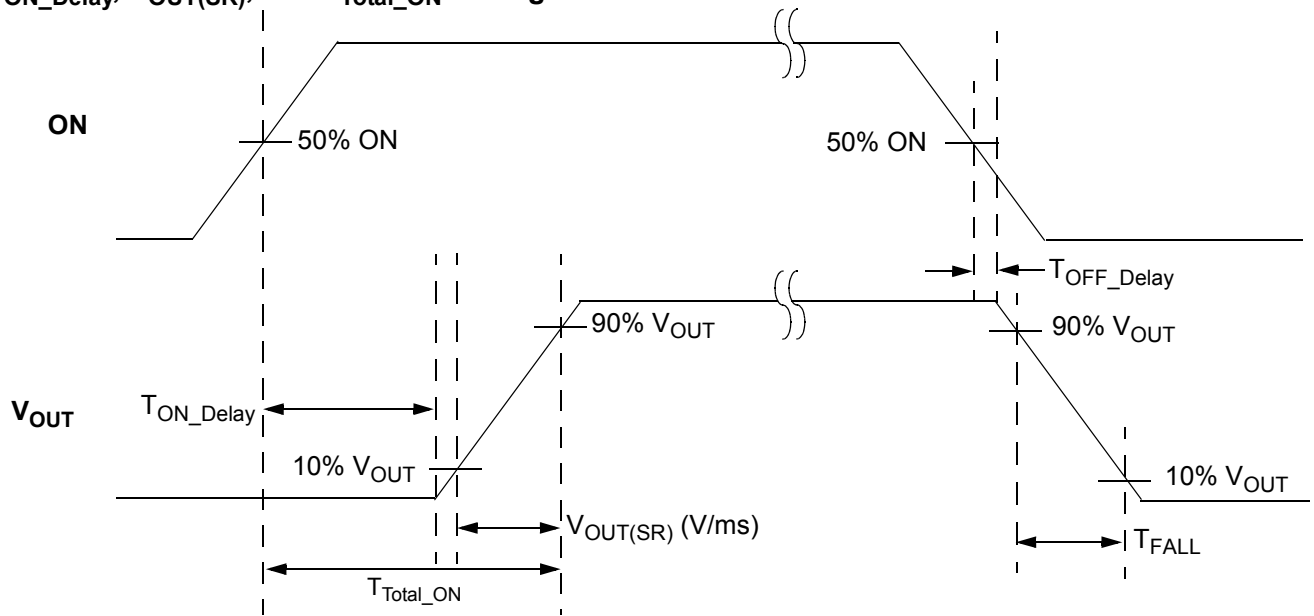 ON
50% ON
50% ON
T_OFF_Delay
90% V_OUT
90% V_OUT
V_OUT
T_ON_Delay
10% V_OUT
10% V_OUT
V_OUT(SR) (V/ms)
T_FALL
T_Total_ON